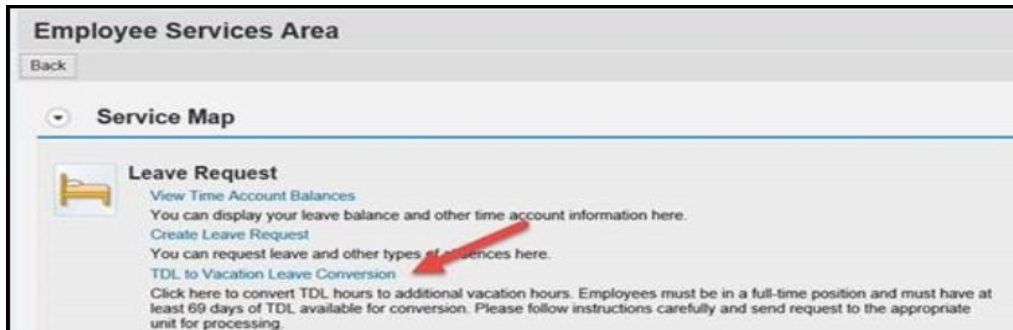 Employee Services Area
Back
Service Map
Leave Request
View Time Account Balances
You can display your leave balance and other time account information here.
Create Leave Request
You can request leave and other types of absences here.
TDL to Vacation Leave Conversion
Click here to convert TDL hours to additional vacation hours. Employees must be in a full-time position and must have at
least 69 days of TDL available for conversion. Please follow instructions carefully and send request to the appropriate
unit for processing.